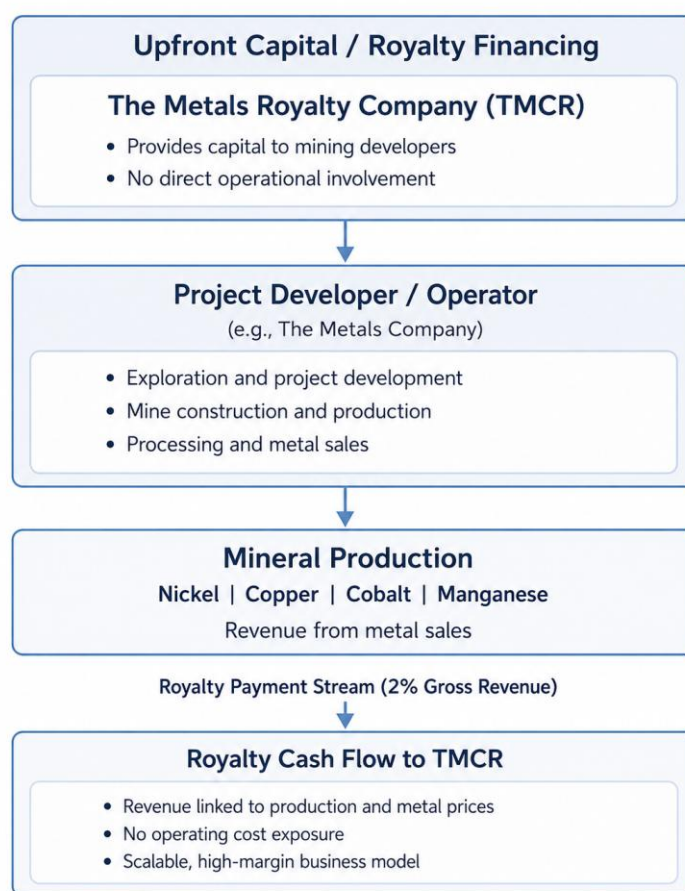 Upfront Capital / Royalty Financing
The Metals Royalty Company (TMCR)
• Provides capital to mining developers
• No direct operational involvement
Project Developer / Operator
(e.g., The Metals Company)
• Exploration and project development
• Mine construction and production
• Processing and metal sales
Mineral Production
Nickel | Copper | Cobalt | Manganese
Revenue from metal sales
Royalty Payment Stream (2% Gross Revenue)
Royalty Cash Flow to TMCR
• Revenue linked to production and metal prices
• No operating cost exposure
• Scalable, high-margin business model